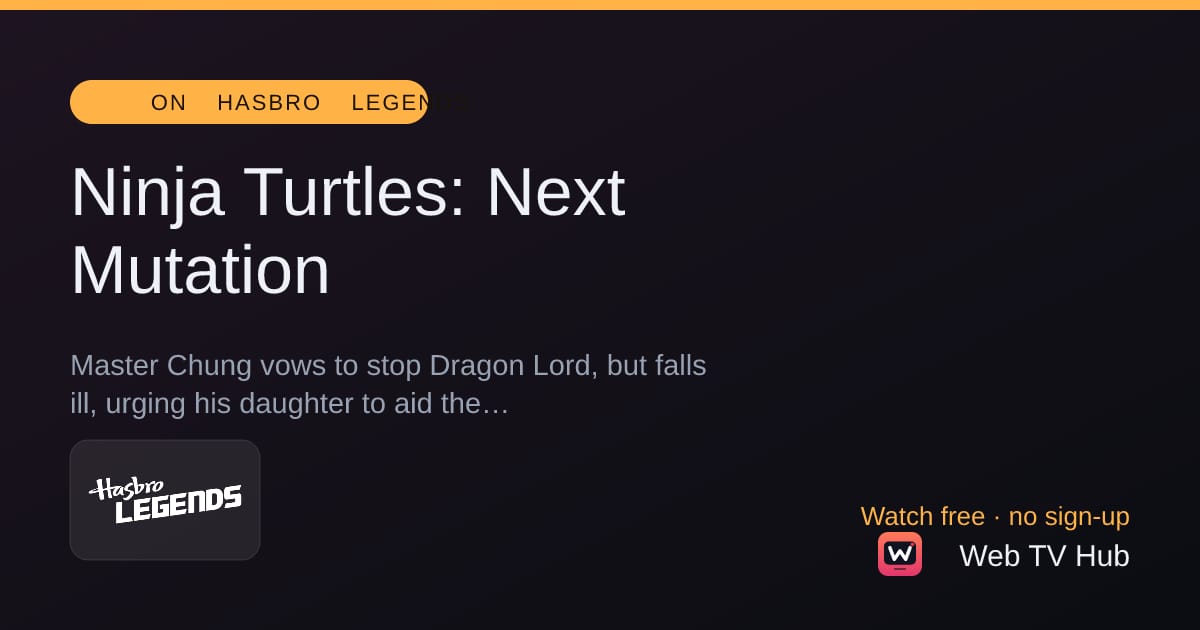 ON HASBRO LEGENDS
Ninja Turtles: Next
Mutation
Master Chung vows to stop Dragon Lord, but falls
ill, urging his daughter to aid the…
Hasbro
LEGENDS
Watch free · no sign-up
W
Web TV Hub